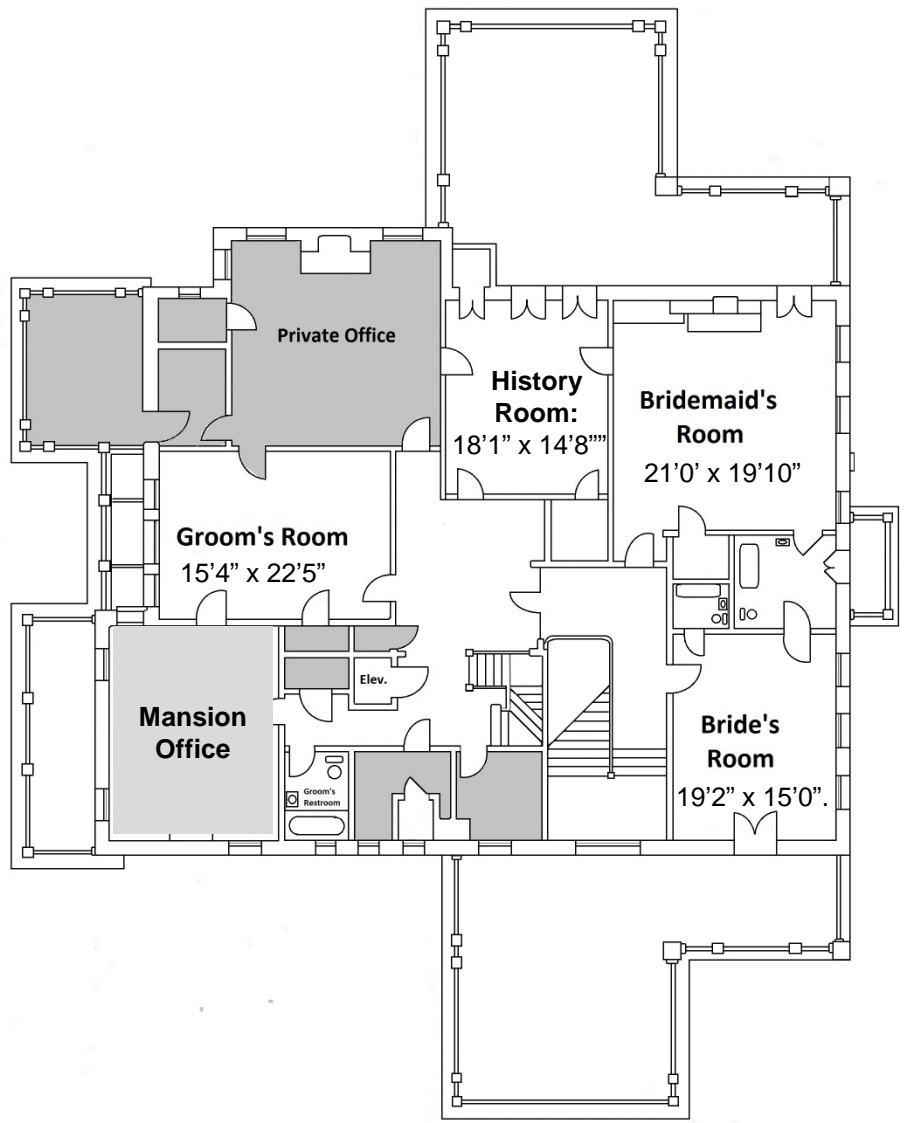 Private Office
History
Room:
18’1” x 14’8””
Bridemaid's
Room
21’0’ x 19’10”
Groom's Room
15’4” x 22’5”
Elev.
Mansion
Office
Groom's
Restroom
Bride's
Room
19’2” x 15’0”.